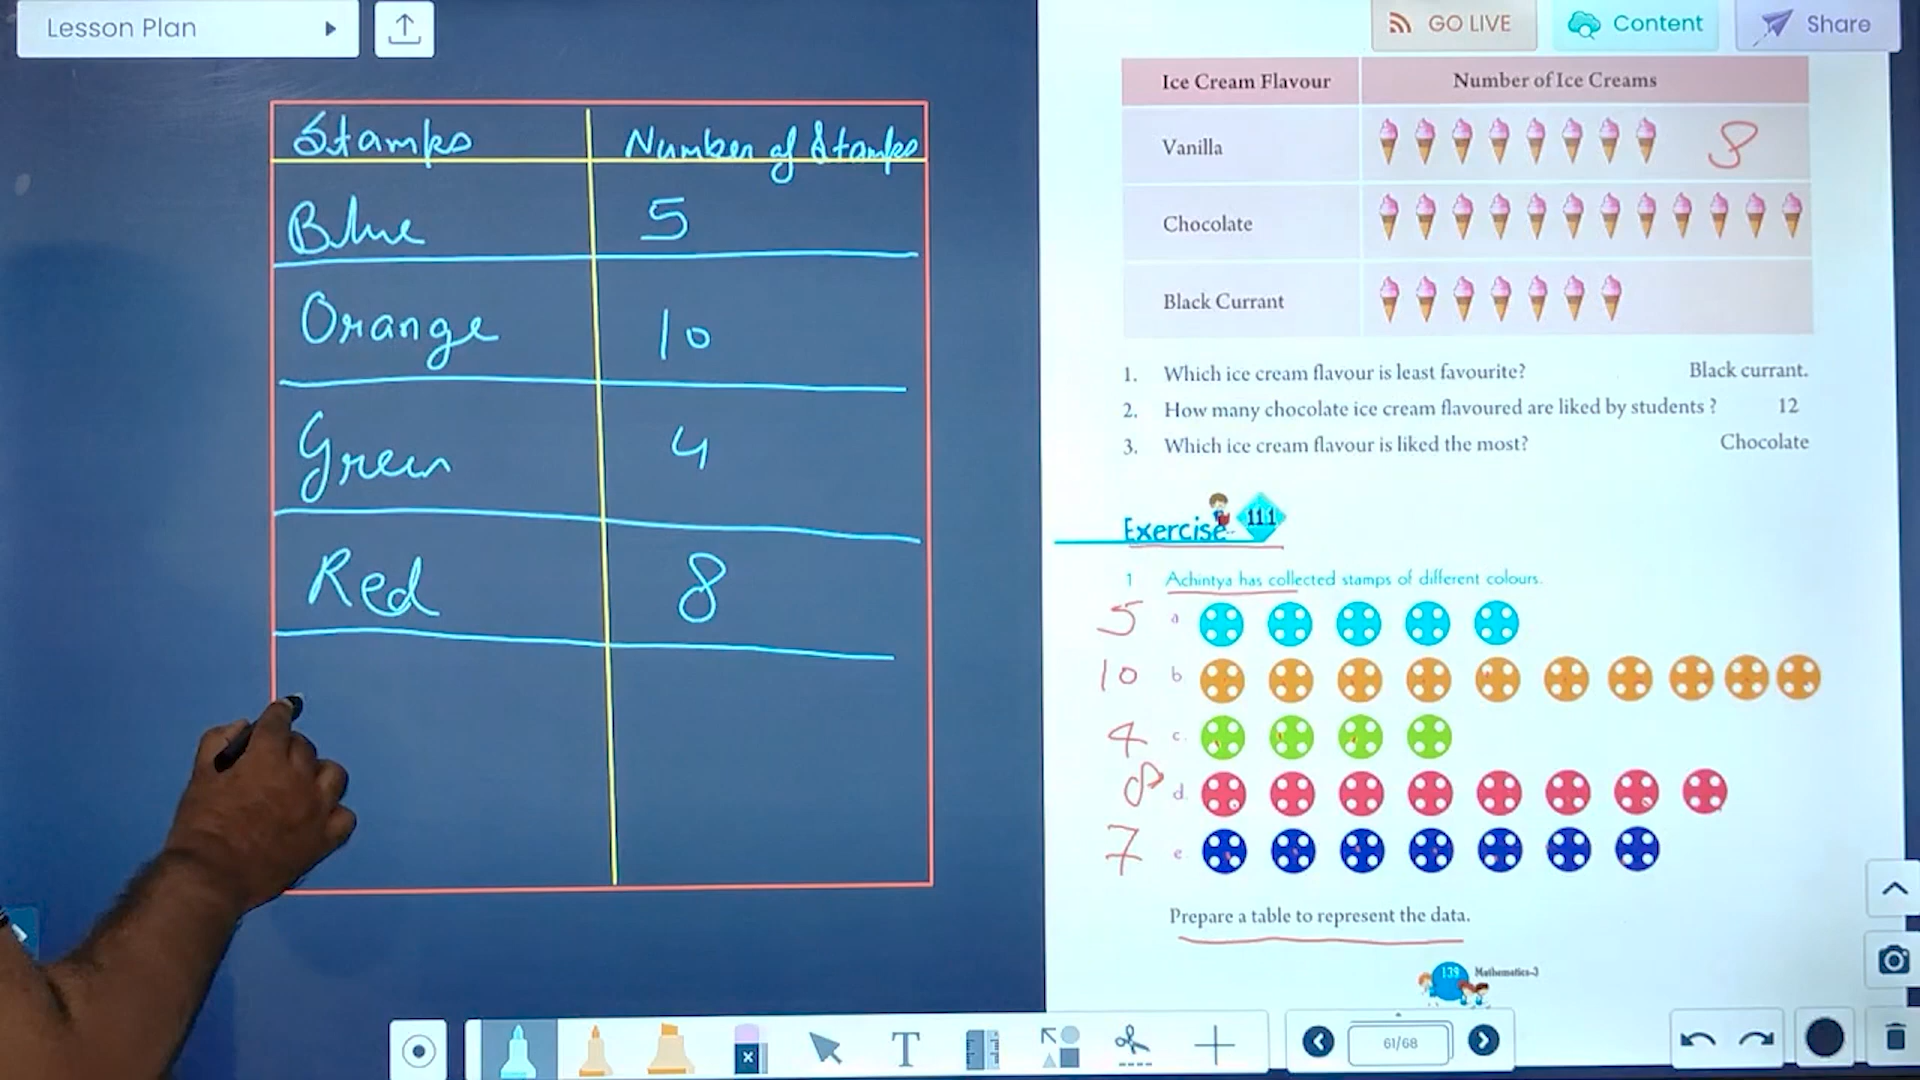 Lesson Plan
GO LIVE
Content
Share
Stamps Number of Stamps
Blue 5
Orange 10
Green 4
Red 8
Ice Cream Flavour Number of Ice Creams
Vanilla 8
Chocolate
Black Currant
1. Which ice cream flavour is least favourite? Black currant.
2. How many chocolate ice cream flavoured are liked by students ? 12
3. Which ice cream flavour is liked the most? Chocolate
Exercise 111
1 Achintya has collected stamps of different colours.
5 a
10 b
4 c.
8 d.
7 e.
Prepare a table to represent the data.
139 Mathematics-3
T
61/68